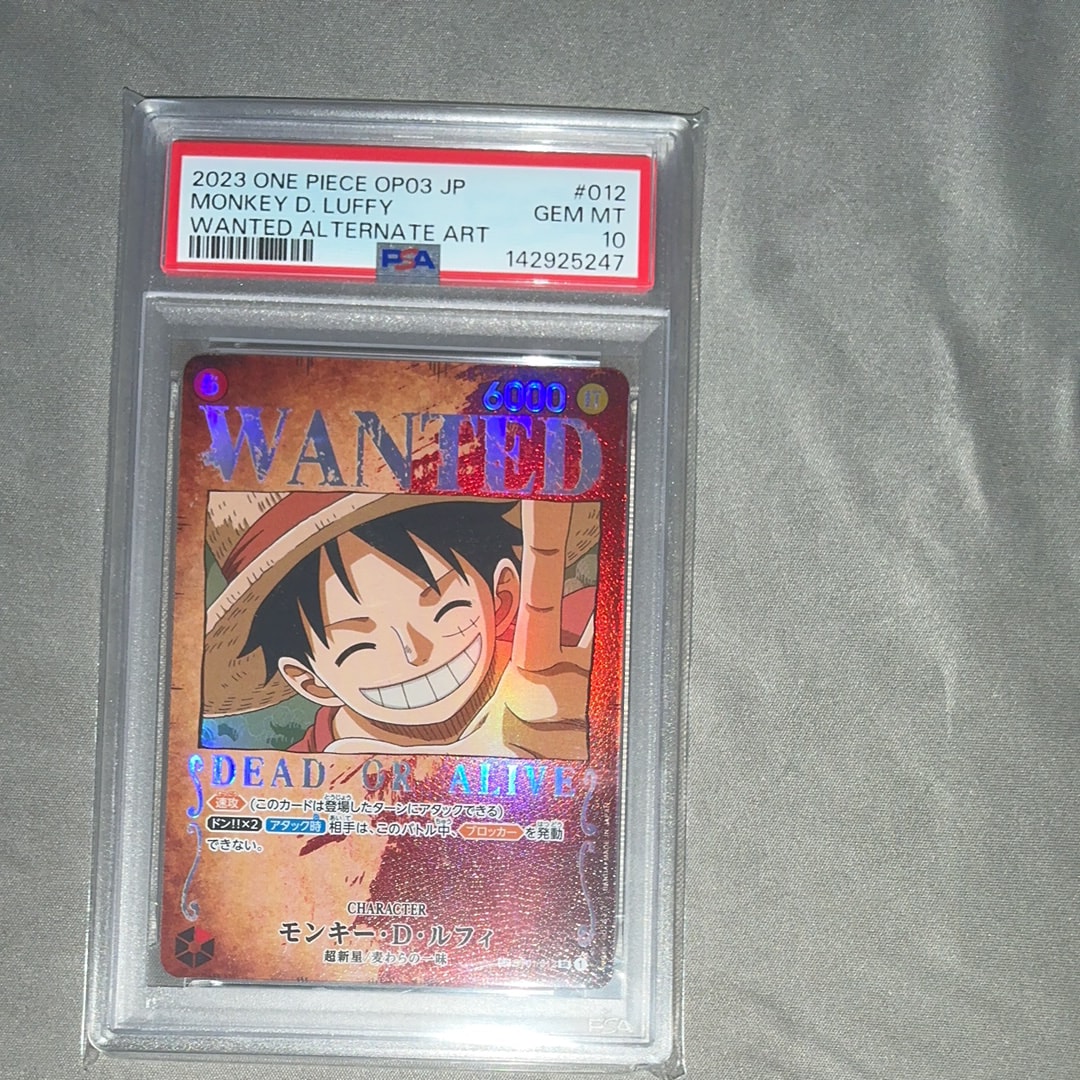 2023 ONE PIECE OP03 JP #012
MONKEY D. LUFFY GEM MT
WANTED ALTERNATE ART 10
PSA 142925247
6000 打
WANTED
DEAD OR ALIVE
速攻 (このカードは登場したターンにアタックできる)
ドン!!×2 アタック時 相手は、このバトル中、ブロッカー を発動
できない。
CHARACTER
モンキー・D・ルフィ
超新星/麦わらの一味
PSA